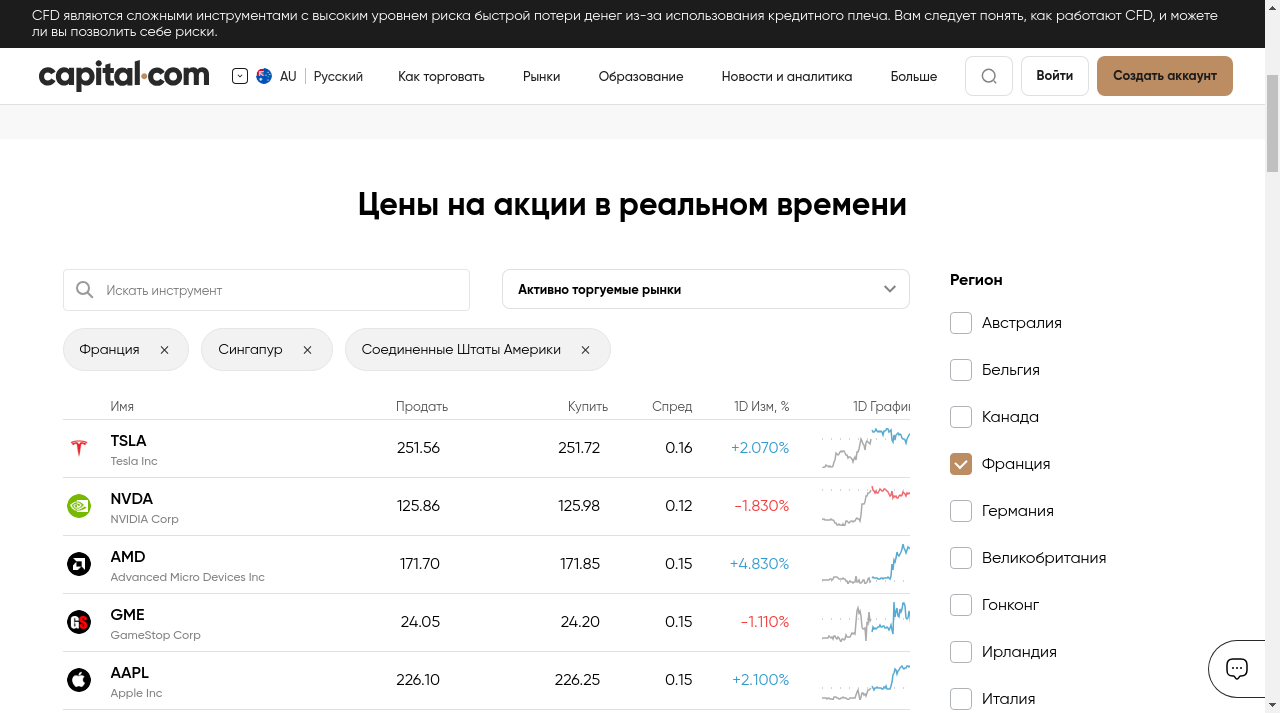 CFD являются сложными инструментами с высоким уровнем риска быстрой потери денег из-за использования кредитного плеча. Вам следует понять, как работают CFD, и можете
ли вы позволить себе риски.
capital.com AU Русский Как торговать Рынки Образование Новости и аналитика Больше Войти Создать аккаунт
Цены на акции в реальном времени
Искать инструмент
Активно торгуемые рынки
Франция Сингапур Соединенные Штаты Америки
Имя Продать Купить Спред 1D Изм, % 1D Графи
TSLA 251.56 251.72 0.16 +2.070%
Tesla Inc
NVDA 125.86 125.98 0.12 -1.830%
NVIDIA Corp
AMD 171.70 171.85 0.15 +4.830%
Advanced Micro Devices Inc
GME 24.05 24.20 0.15 -1.110%
GameStop Corp
AAPL 226.10 226.25 0.15 +2.100%
Apple Inc
Регион
Австралия
Бельгия
Канада
Франция
Германия
Великобритания
Гонконг
Ирландия
Италия